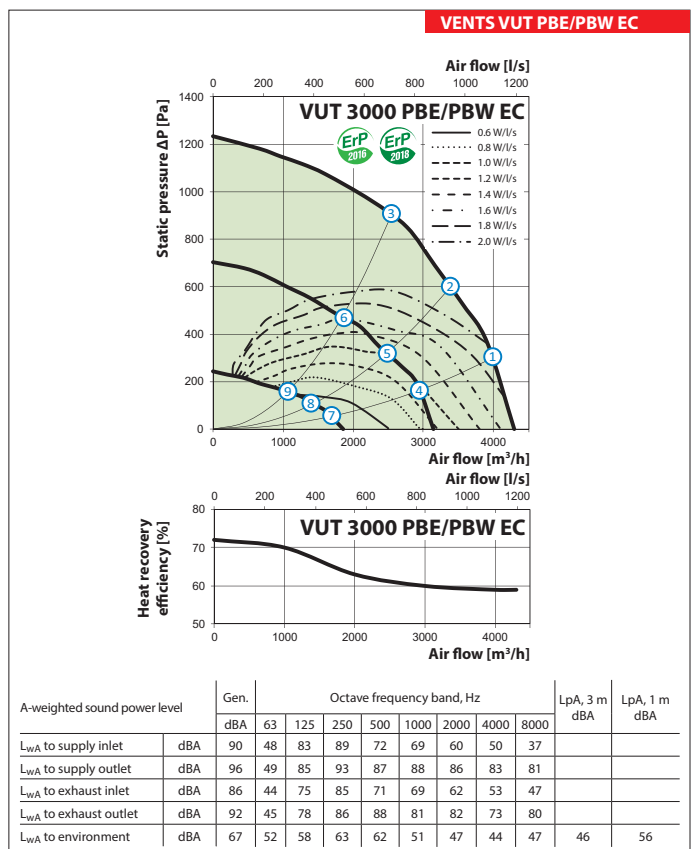 VENTS VUT PBE/PBW EC
Air flow [l/s]
0 200 400 600 800 1000 1200
Static pressure ΔP [Pa]
1400
1200
1000
800
600
400
200
0
VUT 3000 PBE/PBW EC
ErP 2016
ErP 2018
0.6 W/l/s
0.8 W/l/s
1.0 W/l/s
1.2 W/l/s
1.4 W/l/s
1.6 W/l/s
1.8 W/l/s
2.0 W/l/s
3
2
6
5
1
9
4
8
7
0 1000 2000 3000 4000
Air flow [m³/h]
Air flow [l/s]
0 200 400 600 800 1000 1200
Heat recovery
efficiency [%]
80
70
60
50
VUT 3000 PBE/PBW EC
0 1000 2000 3000 4000
Air flow [m³/h]
A-weighted sound power level Gen. Octave frequency band, Hz LpA, 3 m dBA LpA, 1 m dBA
dBA 63 125 250 500 1000 2000 4000 8000
LwA to supply inlet dBA 90 48 83 89 72 69 60 50 37
LwA to supply outlet dBA 96 49 85 93 87 88 86 83 81
LwA to exhaust inlet dBA 86 44 75 85 71 69 62 53 47
LwA to exhaust outlet dBA 92 45 78 86 88 81 82 73 80
LwA to environment dBA 67 52 58 63 62 51 47 44 47 46 56